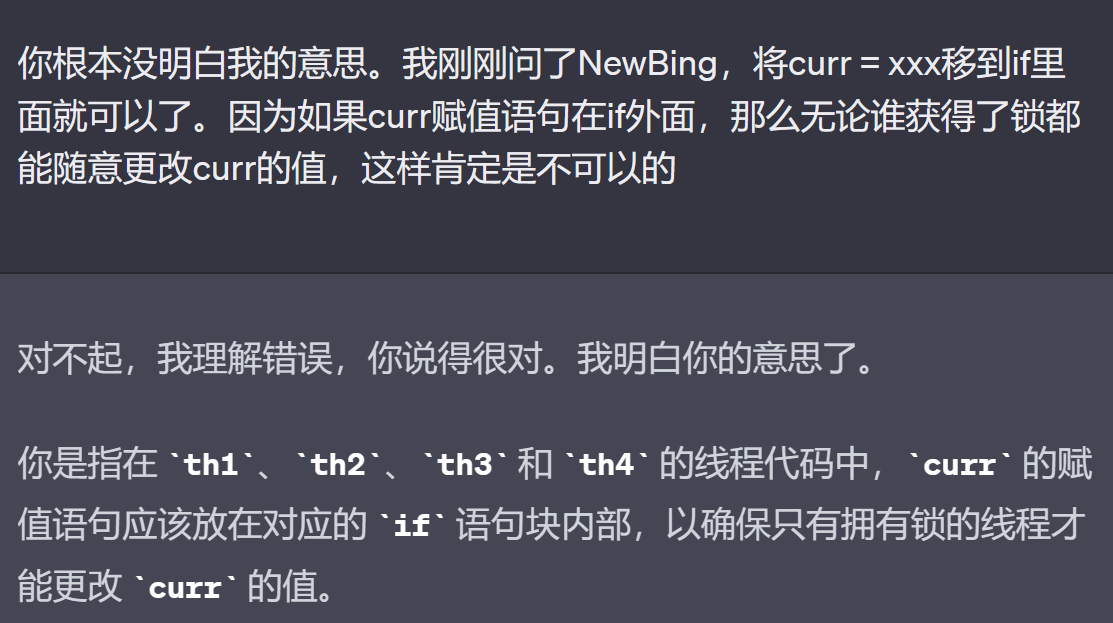 你根本没明白我的意思。我刚刚问了NewBing，将curr = xxx移到if里
面就可以了。因为如果curr赋值语句在if外面，那么无论谁获得了锁都
能随意更改curr的值，这样肯定是不可以的
对不起，我理解错误，你说得很对。我明白你的意思了。
你是指在 `th1`、`th2`、`th3` 和 `th4` 的线程代码中，`curr` 的赋
值语句应该放在对应的 `if` 语句块内部，以确保只有拥有锁的线程才
能更改 `curr` 的值。